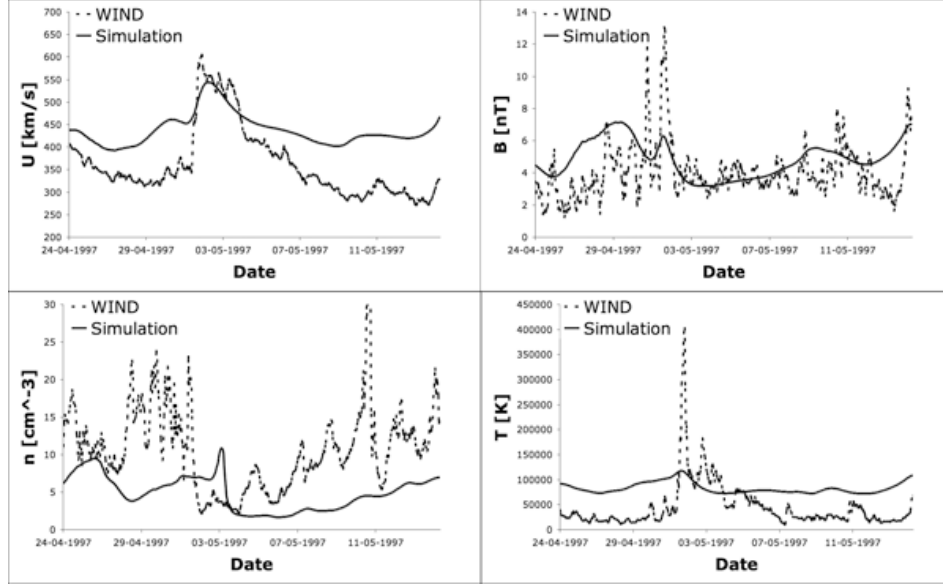 WIND
Simulation
700
650
600
550
500
450
400
350
300
250
200
U [km/s]
24-04-1997 29-04-1997 03-05-1997 07-05-1997 11-05-1997
Date
WIND
Simulation
14
12
10
8
6
4
2
0
B [nT]
24-04-1997 29-04-1997 03-05-1997 07-05-1997 11-05-1997
Date
WIND
Simulation
30
25
20
15
10
5
0
n [cm^-3]
24-04-1997 29-04-1997 03-05-1997 07-05-1997 11-05-1997
Date
WIND
Simulation
450000
400000
350000
300000
250000
200000
150000
100000
50000
0
T [K]
24-04-1997 29-04-1997 03-05-1997 07-05-1997 11-05-1997
Date